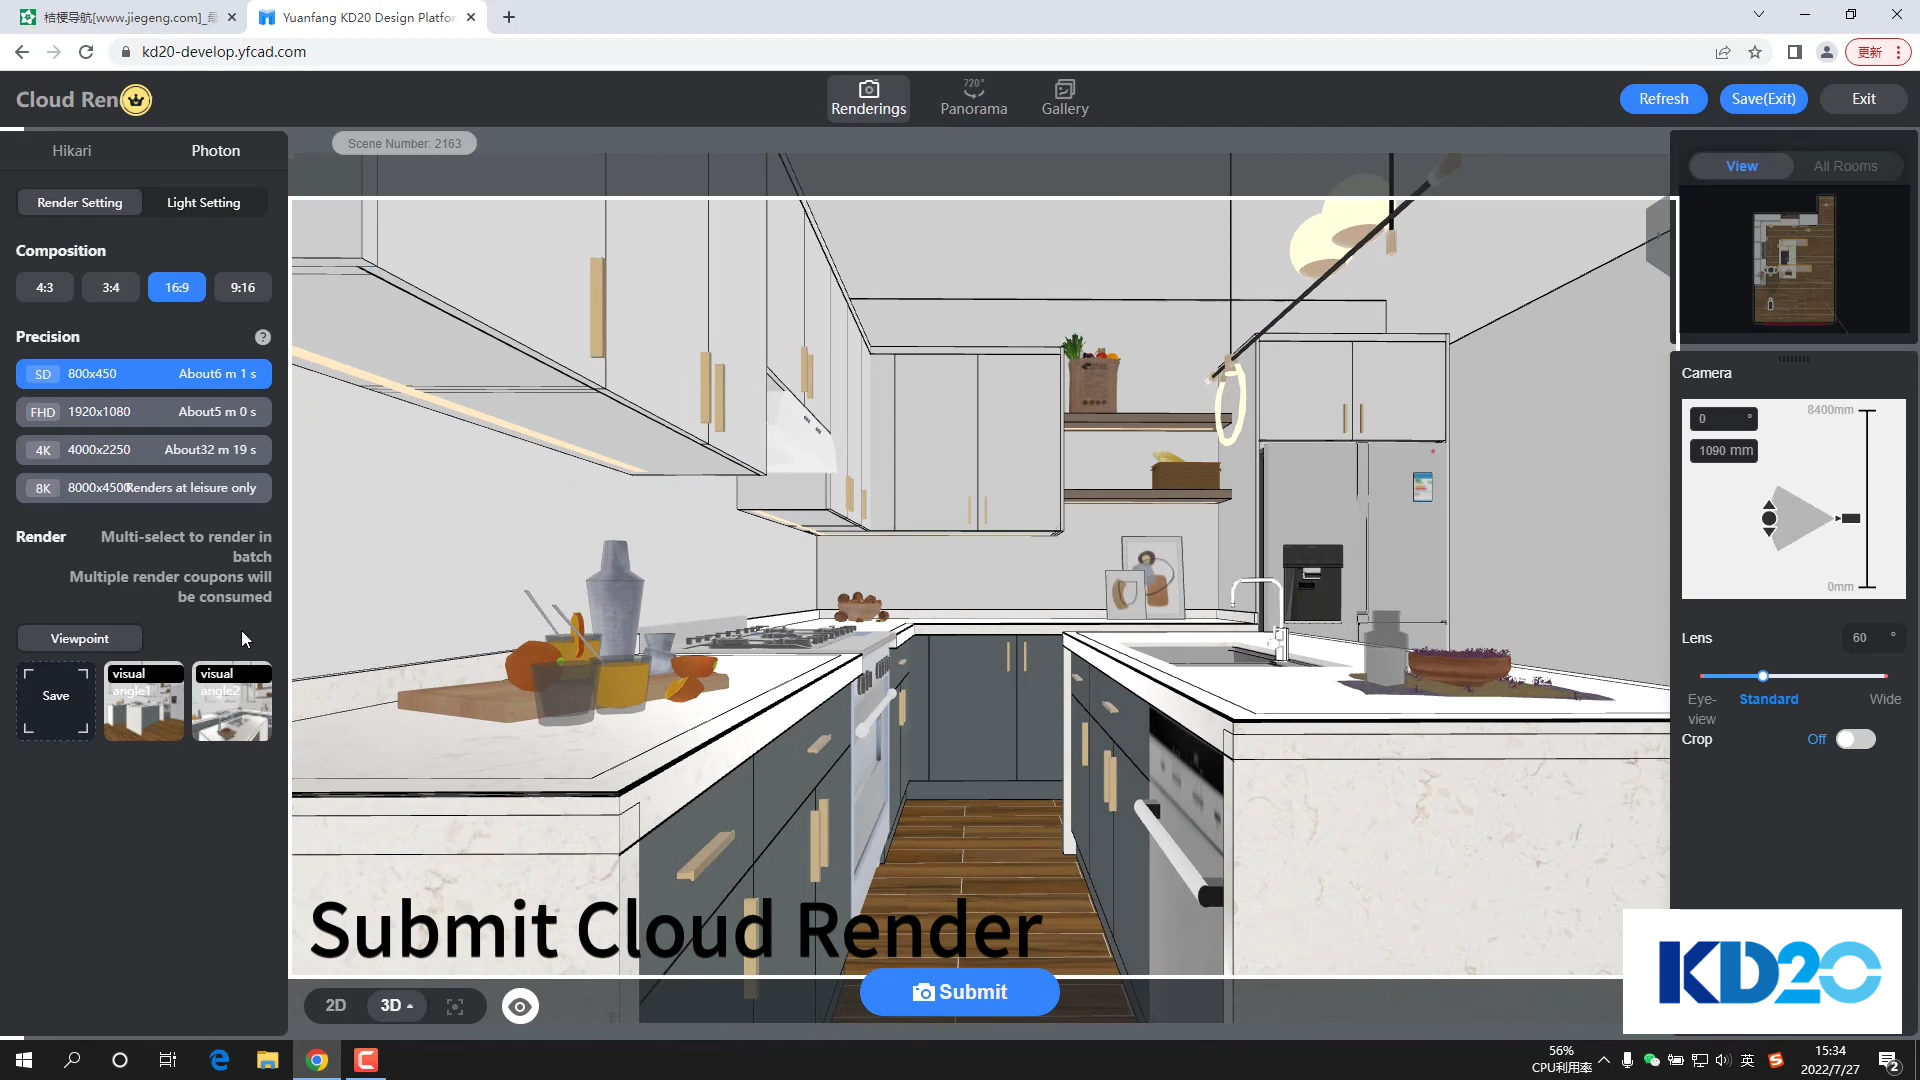 桔梗导航[www.jiegeng.com]_最
Yuanfang KD20 Design Platfor
kd20-develop.yfcad.com
更新
Cloud Ren
Renderings
720°
Panorama
Gallery
Refresh
Save(Exit)
Exit
Scene Number: 2163
Hikari
Photon
Render Setting
Light Setting
Composition
4:3
3:4
16:9
9:16
Precision
?
SD 800x450 About6 m 1 s
FHD 1920x1080 About5 m 0 s
4K 4000x2250 About32 m 19 s
8K 8000x4500 Renders at leisure only
Render
Multi-select to render in
batch
Multiple render coupons will
be consumed
Viewpoint
Save
visual
angle1
visual
angle2
View
All Rooms
Camera
0 °
1090 mm
8400mm
0mm
Lens
60 °
Eye-
view
Standard
Wide
Crop
Off
Submit Cloud Render
2D
3D
Submit
KD20
56%
CPU利用率
英
15:34
2022/7/27
2